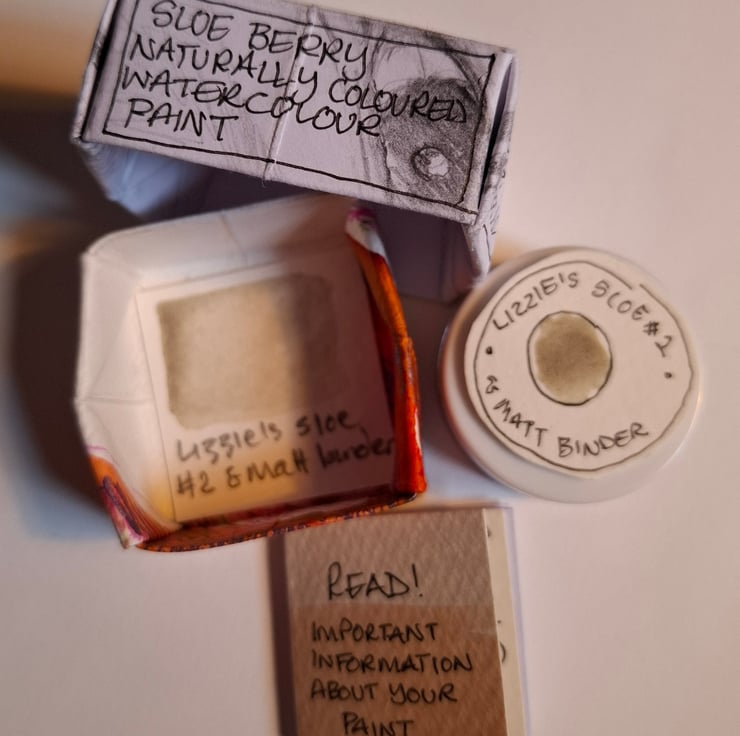 SLOE BERRY
NATURALLY COLOURED
WATERCOLOUR
PAINT
LIZZIE'S SLOE #2
& MATT BINDER
Lizzie's Sloe
#2 & Matt binder
READ!
IMPORTANT
INFORMATION
ABOUT YOUR
PAINT